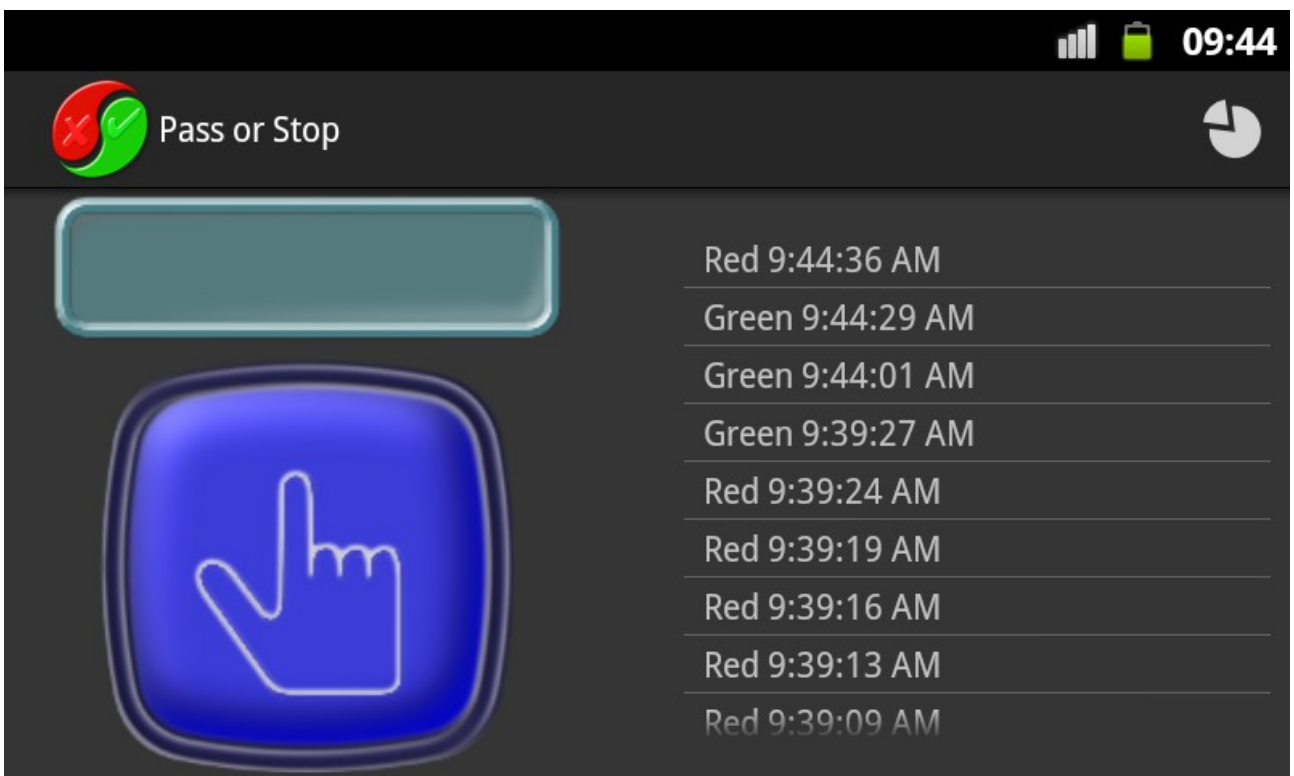 09:44
Pass or Stop
Red 9:44:36 AM
Green 9:44:29 AM
Green 9:44:01 AM
Green 9:39:27 AM
Red 9:39:24 AM
Red 9:39:19 AM
Red 9:39:16 AM
Red 9:39:13 AM
Red 9:39:09 AM